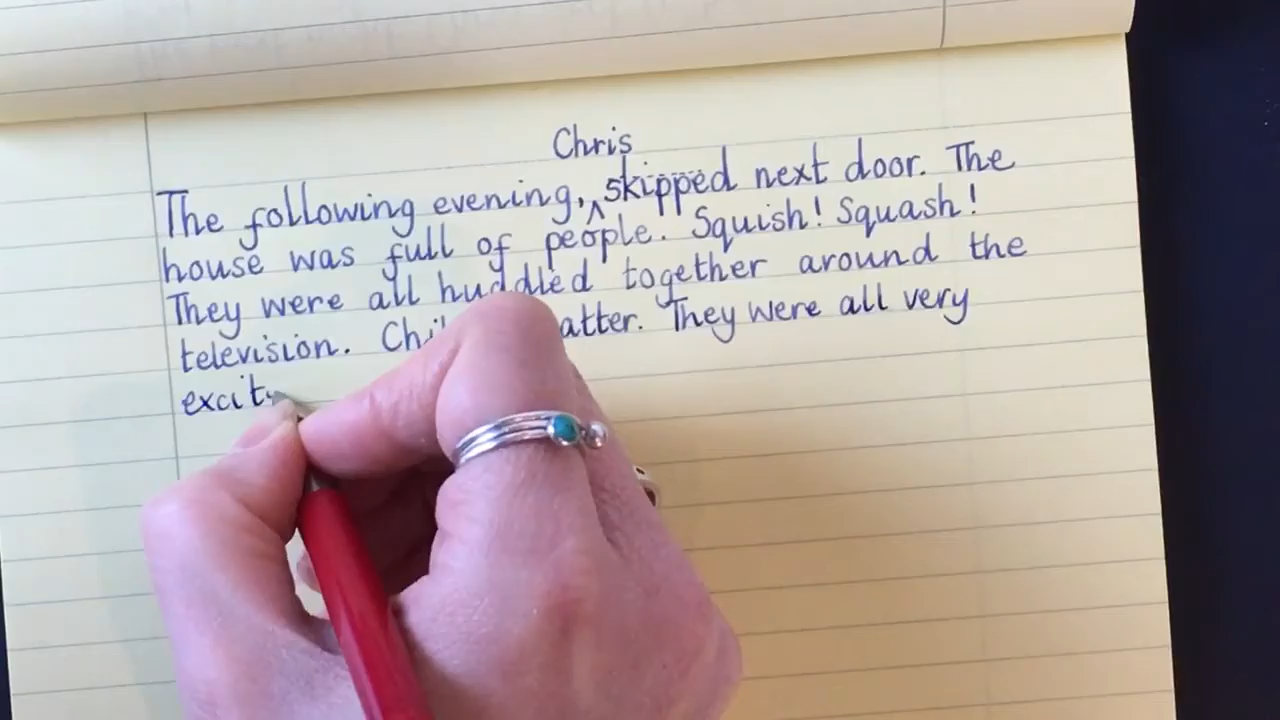 Chris
The following evening, ^ skipped next door. The
house was full of people. Squish! Squash!
They were all huddled together around the
television. They were all very